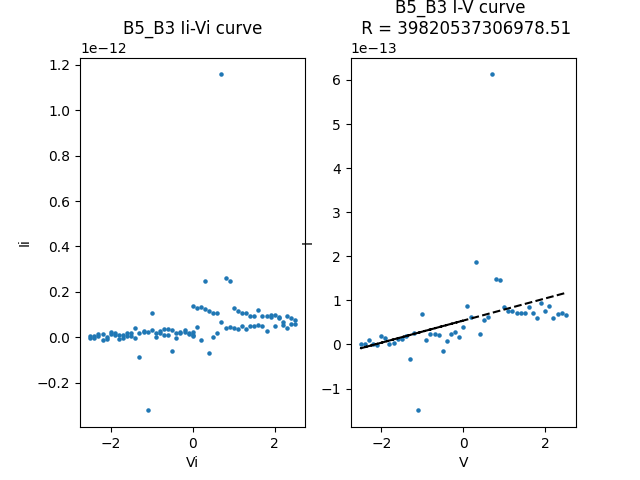 B5_B3 Ii-Vi curve
B5_B3 I-V curve
R = 39820537306978.51
1e−12
1e−13
1.2
1.0
0.8
0.6
0.4
0.2
0.0
−0.2
Ii
−2
0
2
Vi
6
5
4
3
2
1
0
−1
I
−2
0
2
V